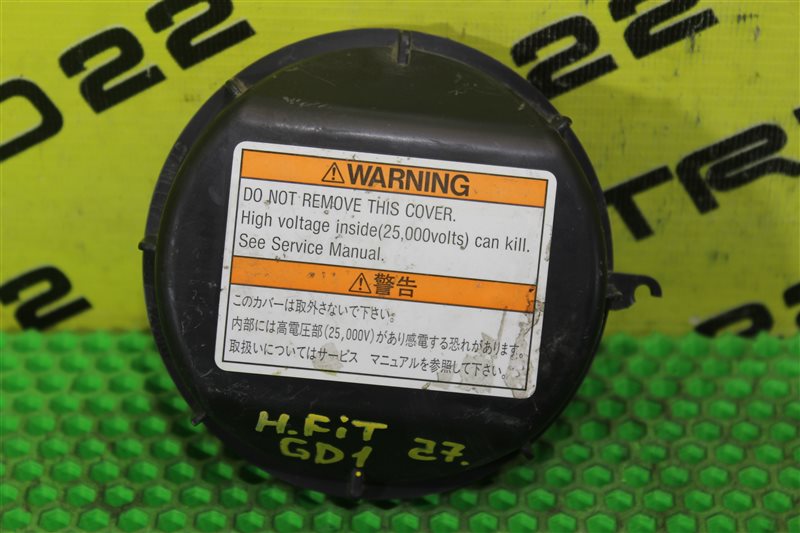 ⚠WARNING
DO NOT REMOVE THIS COVER.
High voltage inside(25,000volts) can kill.
See Service Manual.
⚠警告
このカバーは取外さないで下さい。
内部には高電圧部(25,000V)があり感電する恐れがあります。
取扱いについてはサービス マニュアルを参照して下さい。
H.FiT
GD1 27.